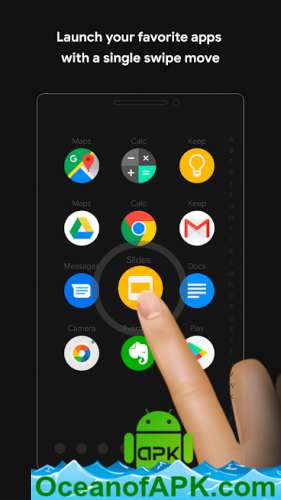 Launch your favorite apps
with a single swipe move
Maps Calc Keep
Maps Calc Keep
Messages Slides Docs
Camera Play
APK
OceanofAPK.com